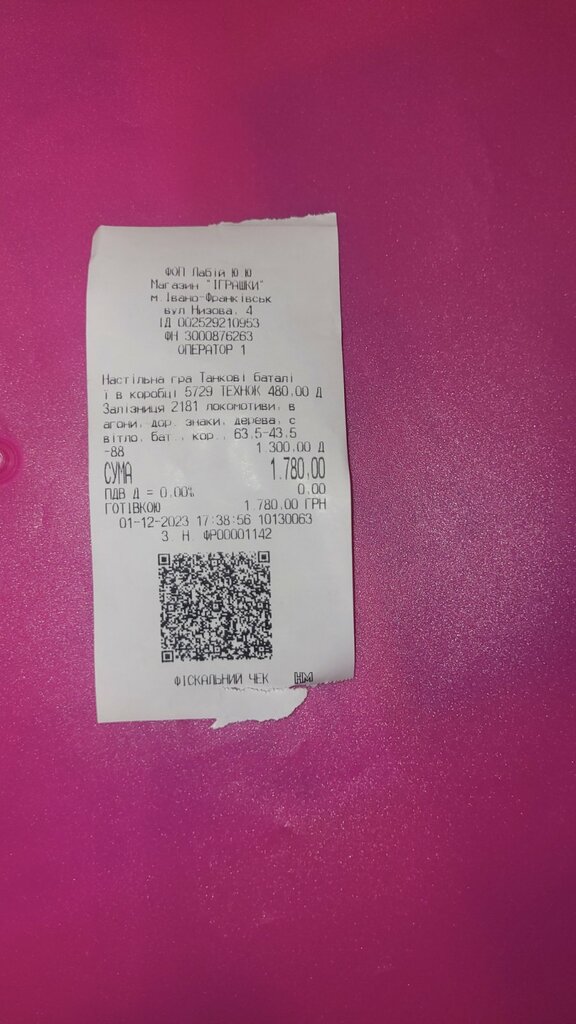 ФОП Лабій Ю.Ю
Магазин "ІГРАШКИ"
м.Івано-Франківськ
вул Низова, 4
ІД 002529210953
ФН 3000876263
ОПЕРАТОР 1
Настільна гра Танкові баталі
ї в коробці 5729 ТЕХНОК 480,00 Д
Залізниця 2181 локомотиви, в
агони, дор. знаки, дерева, с
вітло, бат., кор., 63,5-43,5
-88 1 300,00 Д
СУМА 1.780,00
ПДВ Д = 0,00% 0,00
ГОТІВКОЮ 1.780,00 ГРН
01-12-2023 17:38:56 10130063
З. Н. ФР00001142
ФІСКАЛЬНИЙ ЧЕК НМ